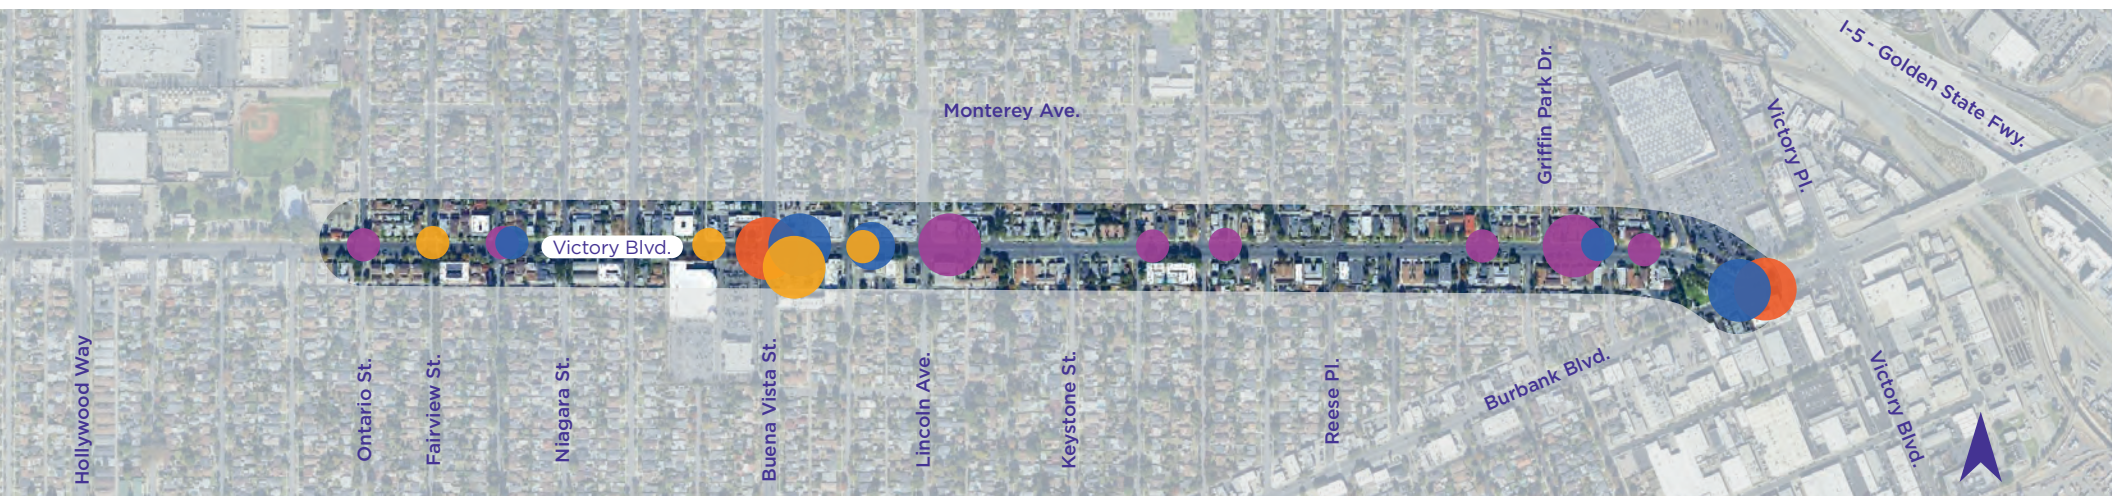 I-5 - Golden State Fwy.
Griffin Park Dr.
Monterey Ave.
Victory Pl.
Victory Blvd.
Hollywood Way
Ontario St.
Fairview St.
Niagara St.
Buena Vista St.
Lincoln Ave.
Keystone St.
Reese Pl.
Burbank Blvd.
Victory Blvd.